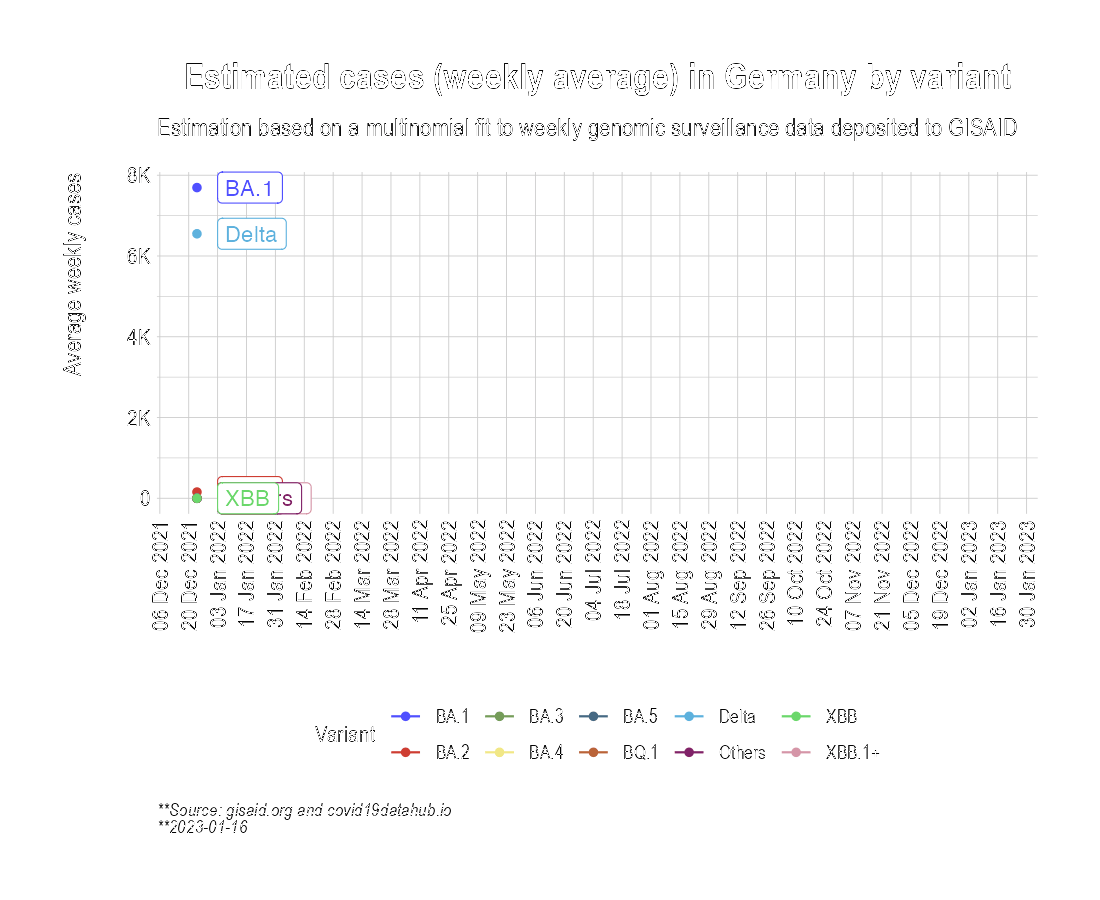 Estimated cases (weekly average) in Germany by variant
Estimation based on a multinomial fit to weekly genomic surveillance data deposited to GISAID
Average weekly cases
8K
6K
4K
2K
0
BA.1
Delta
XBB
rs
06 Dec 2021
20 Dec 2021
03 Jan 2022
17 Jan 2022
31 Jan 2022
14 Feb 2022
28 Feb 2022
14 Mar 2022
28 Mar 2022
11 Apr 2022
25 Apr 2022
09 May 2022
23 May 2022
06 Jun 2022
20 Jun 2022
04 Jul 2022
18 Jul 2022
01 Aug 2022
15 Aug 2022
29 Aug 2022
12 Sep 2022
26 Sep 2022
10 Oct 2022
24 Oct 2022
07 Nov 2022
21 Nov 2022
05 Dec 2022
19 Dec 2022
02 Jan 2023
16 Jan 2023
30 Jan 2023
Variant
BA.1 BA.3 BA.5 Delta XBB
BA.2 BA.4 BQ.1 Others XBB.1+
**Source: gisaid.org and covid19datahub.io
**2023-01-16